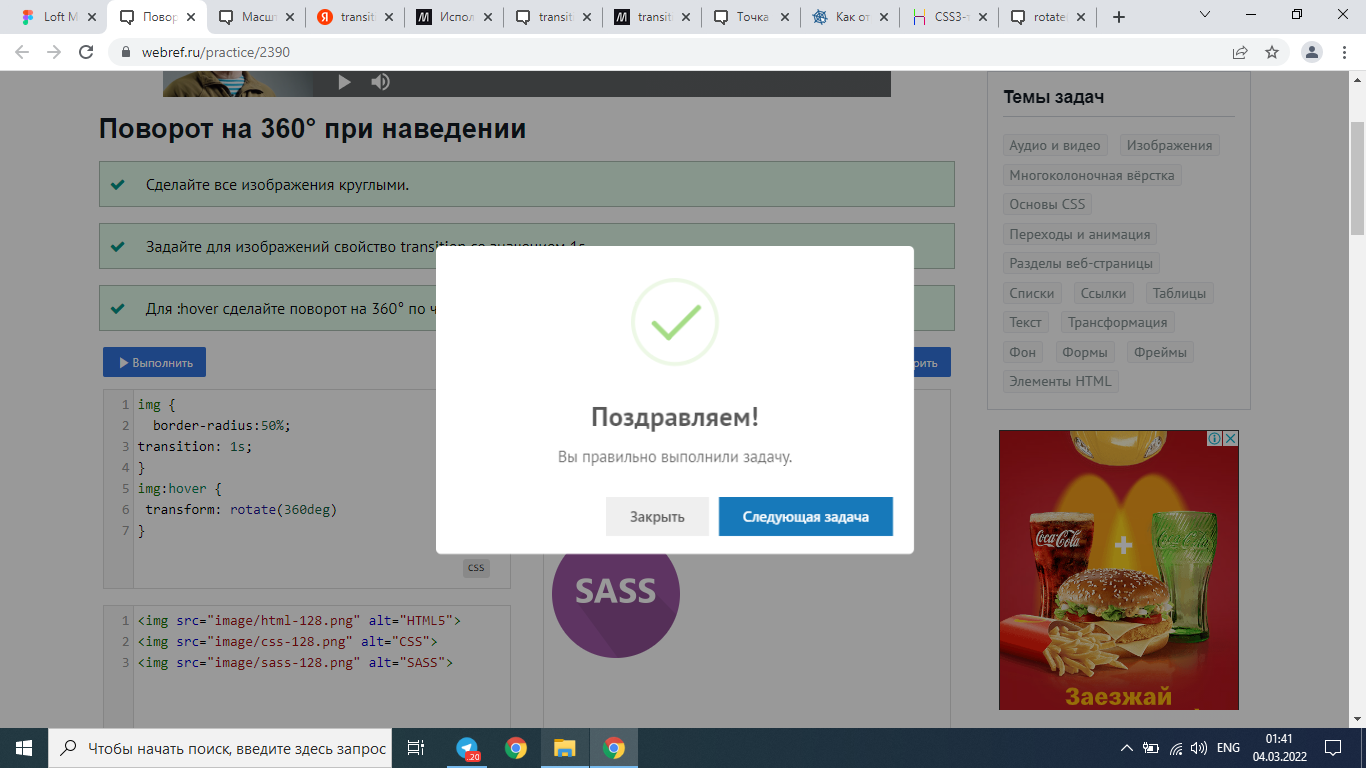 Loft M
Повор
Масшт
transit
Испол
transit
transiti
Точка
Как от
CSS3-т
rotate
webref.ru/practice/2390
Поворот на 360° при наведении
Сделайте все изображения круглыми.
Задайте для изображений свойство transition со значением 1s.
Для :hover сделайте поворот на 360° по ч
Выполнить
рить
1 img {
2 border-radius:50%;
3 transition: 1s;
4 }
5 img:hover {
6 transform: rotate(360deg)
7 }
css
1 <img src="image/html-128.png" alt="HTML5">
2 <img src="image/css-128.png" alt="CSS">
3 <img src="image/sass-128.png" alt="SASS">
Поздравляем!
Вы правильно выполнили задачу.
Закрыть
Следующая задача
SASS
Темы задач
Аудио и видео
Изображения
Многоколоночная вёрстка
Основы CSS
Переходы и анимация
Разделы веб-страницы
Списки
Ссылки
Таблицы
Текст
Трансформация
Фон
Формы
Фреймы
Элементы HTML
Coca-Cola
+
Заезжай
Чтобы начать поиск, введите здесь запрос
.20
ENG
01:41
04.03.2022